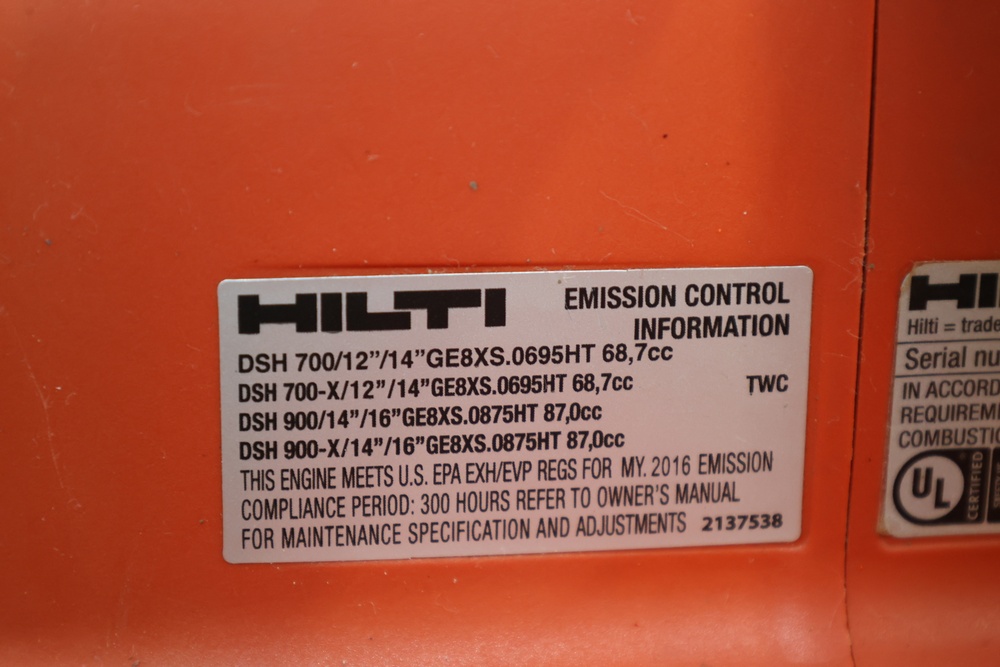 HILTI
EMISSION CONTROL
INFORMATION
DSH 700/12”/14”GE8XS.0695HT 68,7cc
DSH 700-X/12”/14”GE8XS.0695HT 68,7cc
TWC
DSH 900/14”/16”GE8XS.0875HT 87,0cc
DSH 900-X/14”/16”GE8XS.0875HT 87,0cc
THIS ENGINE MEETS U.S. EPA EXH/EVP REGS FOR MY. 2016 EMISSION
COMPLIANCE PERIOD: 300 HOURS REFER TO OWNER’S MANUAL
FOR MAINTENANCE SPECIFICATION AND ADJUSTMENTS 2137538
HI
Hilti = trade
Serial nu
IN ACCORD
REQUIREM
COMBUSTIO
UL
CERTIFIED